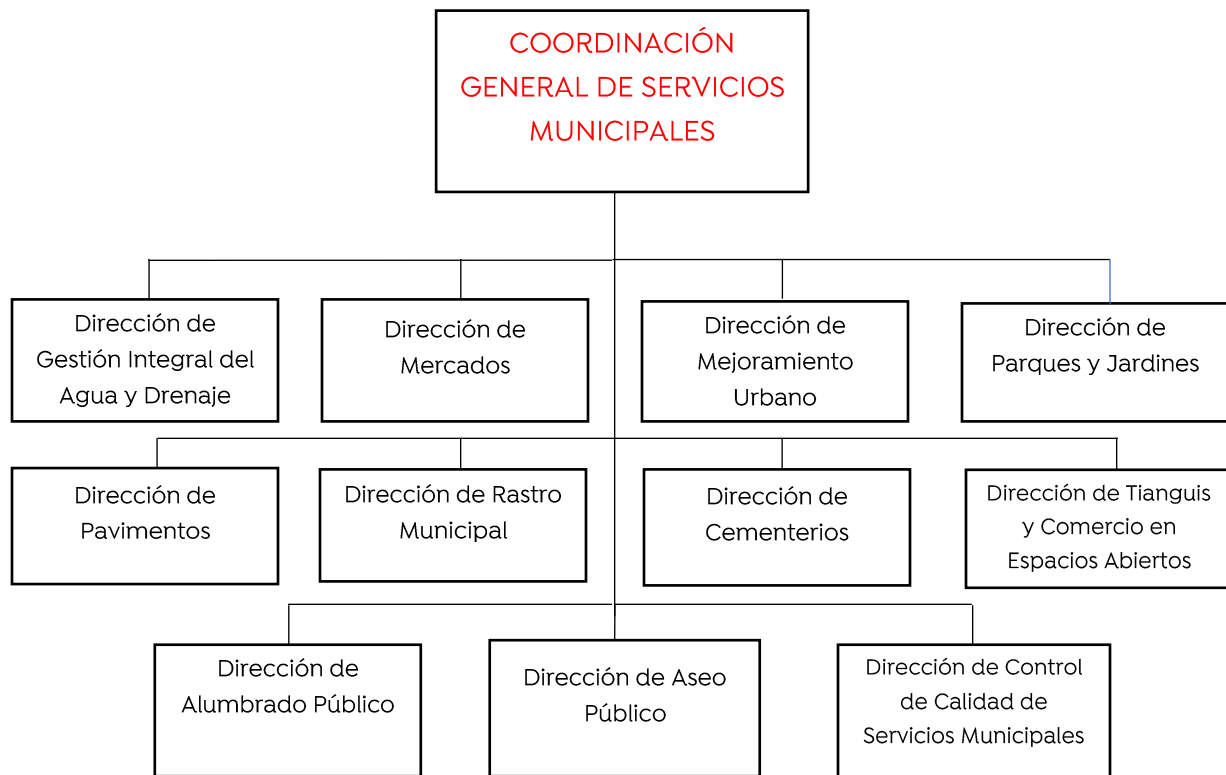 COORDINACIÓN
GENERAL DE SERVICIOS
MUNICIPALES
Dirección de
Gestión Integral del
Agua y Drenaje
Dirección de
Mercados
Dirección de
Mejoramiento
Urbano
Dirección de
Parques y Jardines
Dirección de
Pavimentos
Dirección de Rastro
Municipal
Dirección de
Cementerios
Dirección de Tianguis
y Comercio en
Espacios Abiertos
Dirección de
Alumbrado Público
Dirección de Aseo
Público
Dirección de Control
de Calidad de
Servicios Municipales